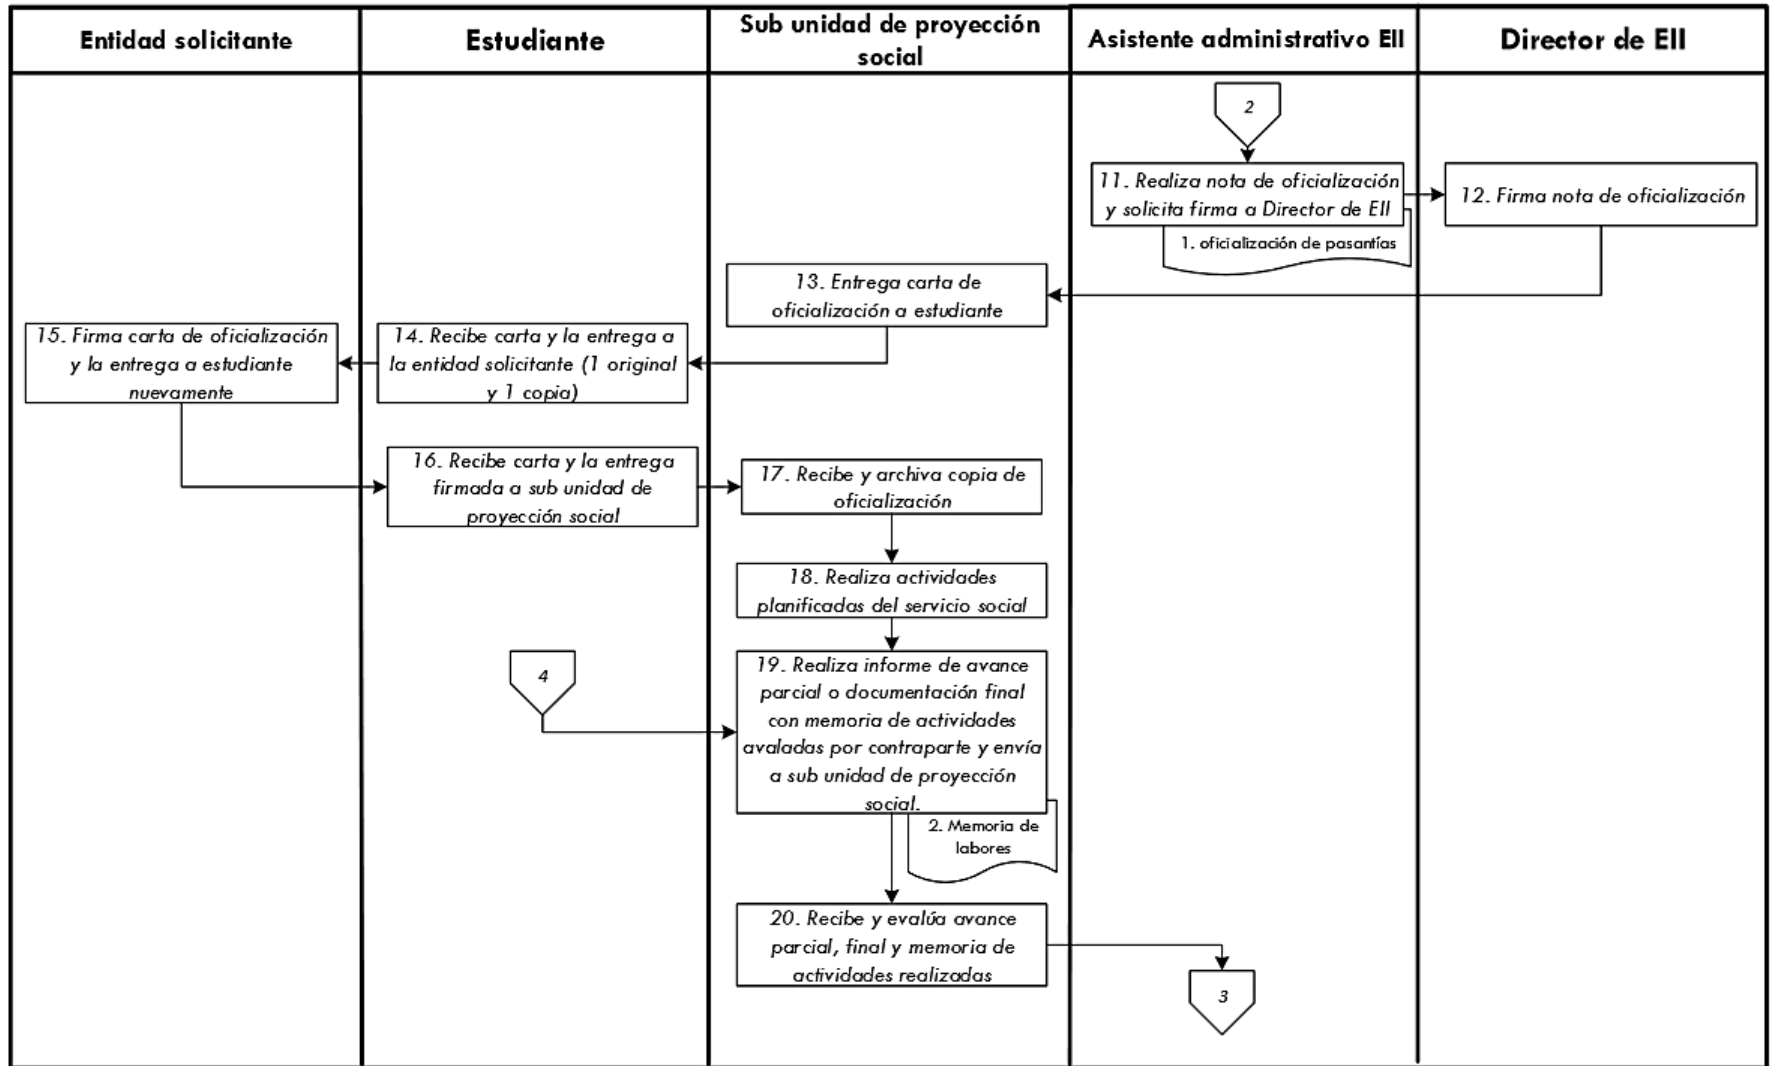 Entidad solicitante
Estudiante
Sub unidad de proyección
social
Asistente administrativo EII
Director de EII
2
11. Realiza nota de oficialización
y solicita firma a Director de EII
1. oficialización de pasantías
12. Firma nota de oficialización
13. Entrega carta de
oficialización a estudiante
14. Recibe carta y la entrega a
la entidad solicitante (1 original
y 1 copia)
15. Firma carta de oficialización
y la entrega a estudiante
nuevamente
16. Recibe carta y la entrega
firmada a sub unidad de
proyección social
17. Recibe y archiva copia de
oficialización
18. Realiza actividades
planificadas del servicio social
4
19. Realiza informe de avance
parcial o documentación final
con memoria de actividades
avaladas por contraparte y envía
a sub unidad de proyección
social.
2. Memoria de
labores
20. Recibe y evalúa avance
parcial, final y memoria de
actividades realizadas
3